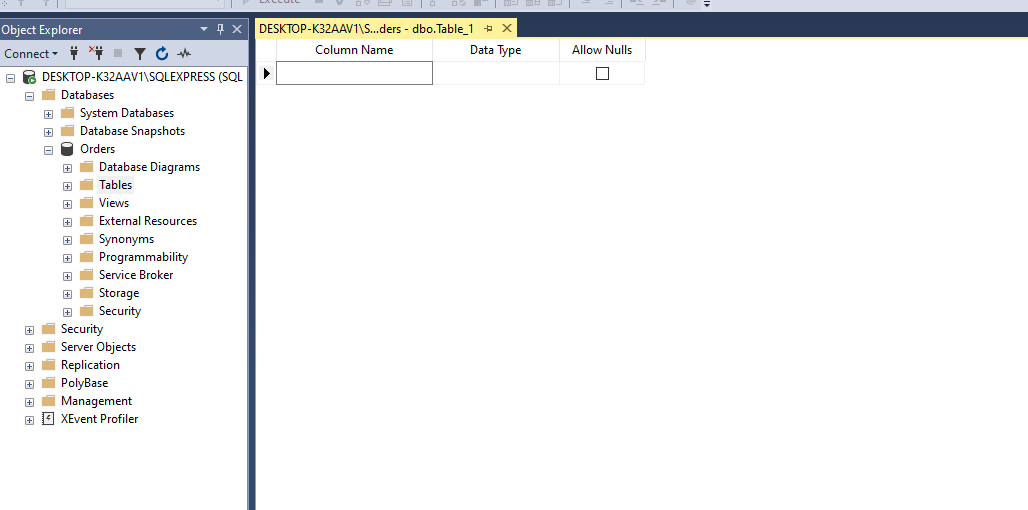 Execute
Object Explorer
Connect
DESKTOP-K32AAV1\SQLEXPRESS (SQL
Databases
System Databases
Database Snapshots
Orders
Database Diagrams
Tables
Views
External Resources
Synonyms
Programmability
Service Broker
Storage
Security
Security
Server Objects
Replication
PolyBase
Management
XEvent Profiler
DESKTOP-K32AAV1\S...ders - dbo.Table_1
Column Name Data Type Allow Nulls